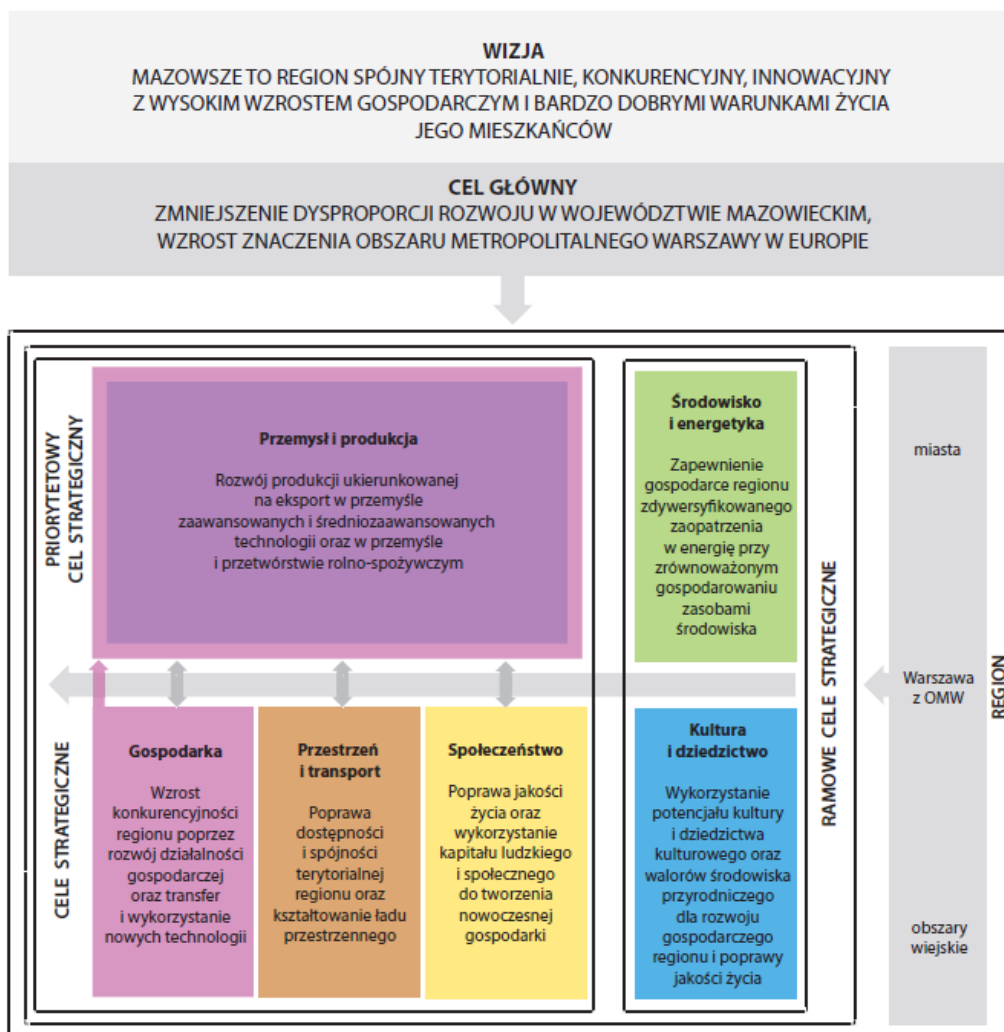 WIZJA
MAZOWSZE TO REGION SPÓJNY TERYTORIALNIE, KONKURENCYJNY, INNOWACYJNY
Z WYSOKIM WZROSTEM GOSPODARCZYM I BARDZO DOBRYMI WARUNKAMI ŻYCIA
JEGO MIESZKAŃCÓW
CEL GŁÓWNY
ZMNIEJSZENIE DYSPROPORCJI ROZWOJU W WOJEWÓDZTWIE MAZOWIECKIM,
WZROST ZNACZENIA OBSZARU METROPOLITALNEGO WARSZAWY W EUROPIE
PRIORYTETOWY
CEL STRATEGICZNY
Przemysł i produkcja
Rozwój produkcji ukierunkowanej
na eksport w przemyśle
zaawansowanych i średniozaawansowanych
technologii oraz w przemyśle
i przetwórstwie rolno-spożywczym
Środowisko
i energetyka
Zapewnienie
gospodarce regionu
zdywersyfikowanego
zaopatrzenia
w energię przy
zrównoważonym
gospodarowaniu
zasobami
środowiska
CELE STRATEGICZNE
Gospodarka
Wzrost
konkurencyjności
regionu poprzez
rozwój działalności
gospodarczej
oraz transfer
i wykorzystanie
nowych technologii
Przestrzeń
i transport
Poprawa
dostępności
i spójności
terytorialnej
regionu oraz
kształtowanie ładu
przestrzennego
Społeczeństwo
Poprawa jakości
życia oraz
wykorzystanie
kapitału ludzkiego
i społecznego
do tworzenia
nowoczesnej
gospodarki
Kultura
i dziedzictwo
Wykorzystanie
potencjału kultury
i dziedzictwa
kulturowego oraz
walorów środowiska
przyrodniczego
dla rozwoju
gospodarczego
regionu i poprawy
jakości życia
RAMOWE CELE STRATEGICZNE
miasta
Warszawa
z OMW
obszary
wiejskie
REGION